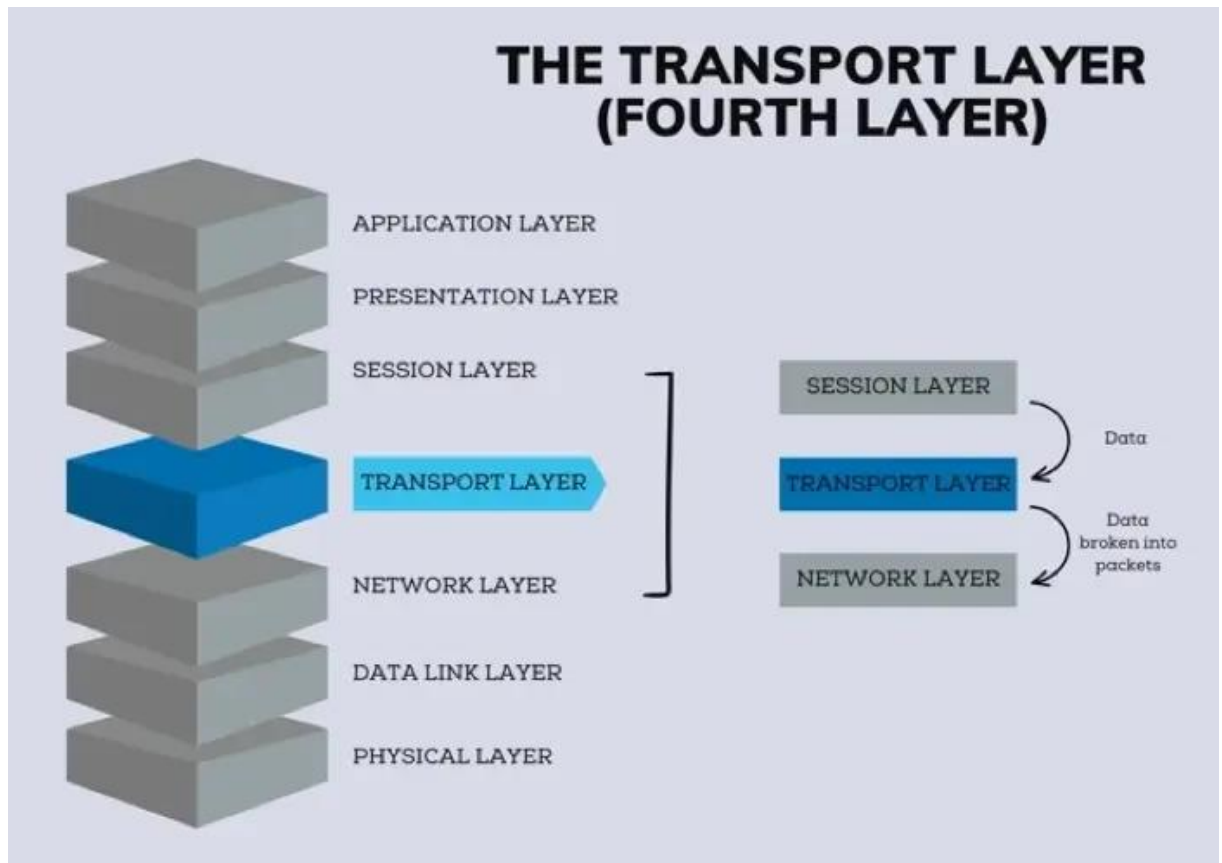 THE TRANSPORT LAYER
(FOURTH LAYER)
APPLICATION LAYER
PRESENTATION LAYER
SESSION LAYER
TRANSPORT LAYER
NETWORK LAYER
DATA LINK LAYER
PHYSICAL LAYER
SESSION LAYER
Data
TRANSPORT LAYER
Data
broken into
packets
NETWORK LAYER